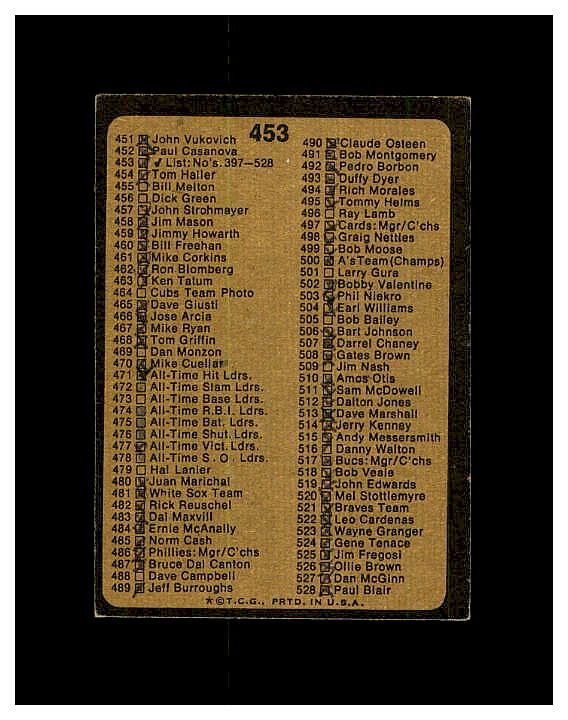 453
451 John Vukovich
452 Paul Casanova
453 ✓ List: No's. 397–528
454 Tom Haller
455 Bill Melton
456 Dick Green
457 John Strohmayer
458 Jim Mason
459 Jimmy Howarth
460 Bill Freehan
461 Mike Corkins
462 Ron Blomberg
463 Ken Tatum
464 Cubs Team Photo
465 Dave Giusti
466 Jose Arcia
467 Mike Ryan
468 Tom Griffin
469 Dan Monzon
470 Mike Cuellar
471 All-Time Hit Ldrs.
472 All-Time Slam Ldrs.
473 All-Time Base Ldrs.
474 All-Time R.B.I. Ldrs.
475 All-Time Bat. Ldrs.
476 All-Time Shut. Ldrs.
477 All-Time Vict. Ldrs.
478 All-Time S. O. Ldrs.
479 Hal Lanier
480 Juan Marichal
481 White Sox Team
482 Rick Reuschel
483 Dal Maxvill
484 Ernie McAnally
485 Norm Cash
486 Phillies: Mgr/C'chs
487 Bruce Dal Canton
488 Dave Campbell
489 Jeff Burroughs
490 Claude Osteen
491 Bob Montgomery
492 Pedro Borbon
493 Duffy Dyer
494 Rich Morales
495 Tommy Helms
496 Ray Lamb
497 Cards: Mgr/C'chs
498 Graig Nettles
499 Bob Moose
500 A's Team (Champs)
501 Larry Gura
502 Bobby Valentine
503 Phil Niekro
504 Earl Williams
505 Bob Bailey
506 Bart Johnson
507 Darrel Chaney
508 Gates Brown
509 Jim Nash
510 Amos Otis
511 Sam McDowell
512 Dalton Jones
513 Dave Marshall
514 Jerry Kenney
515 Andy Messersmith
516 Danny Walton
517 Bucs: Mgr/C'chs
518 Bob Veale
519 John Edwards
520 Mel Stottlemyre
521 Braves Team
522 Leo Cardenas
523 Wayne Granger
524 Gene Tenace
525 Jim Fregosi
526 Ollie Brown
527 Dan McGinn
528 Paul Blair
★©T.C.G., PRTD. IN U.S.A.